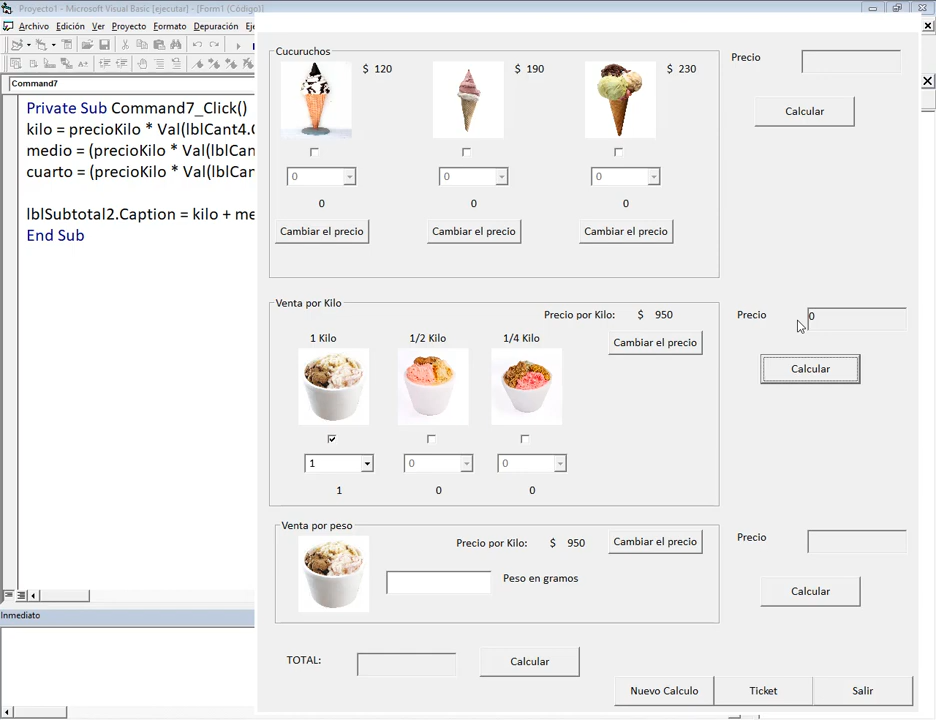 Proyecto1 - Microsoft Visual Basic [ejecutar] - [Form1 (Código)]
Archivo Edición Ver Proyecto Formato Depuración Eje
Command7
Private Sub Command7_Click()
kilo = precioKilo * Val(lblCant4.C
medio = (precioKilo * Val(lblCan
cuarto = (precioKilo * Val(lblCan
lblSubtotal2.Caption = kilo + me
End Sub
Inmediato
Cucuruchos
$ 120
$ 190
$ 230
0
0
0
0
0
0
Cambiar el precio
Cambiar el precio
Cambiar el precio
Precio
Calcular
Venta por Kilo
Precio por Kilo: $ 950
Cambiar el precio
1 Kilo
1/2 Kilo
1/4 Kilo
1
0
0
1
0
0
Precio
0
Calcular
Venta por peso
Precio por Kilo: $ 950
Cambiar el precio
Peso en gramos
Precio
Calcular
TOTAL:
Calcular
Nuevo Calculo
Ticket
Salir